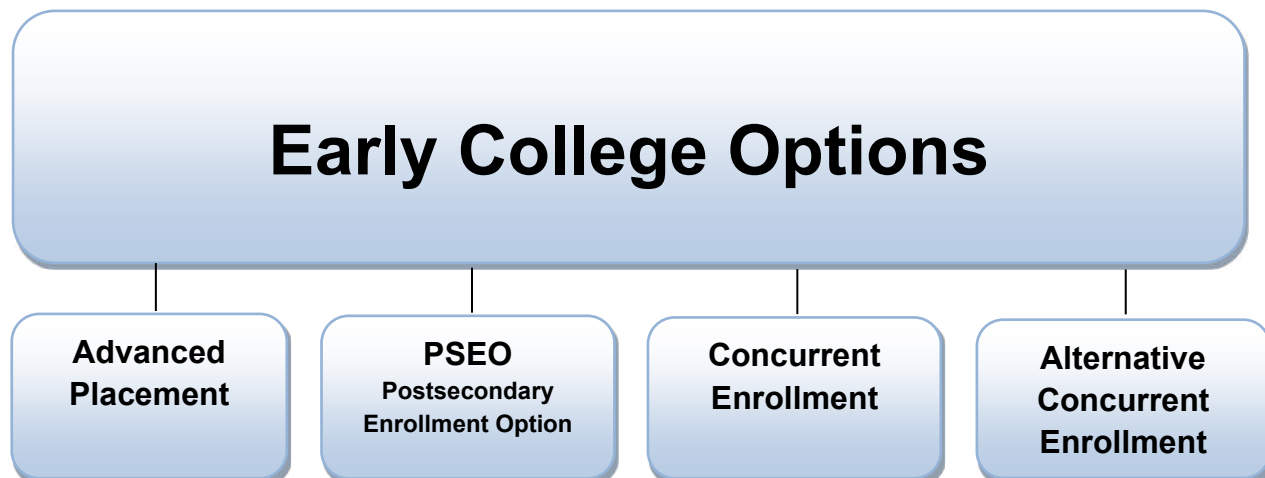 Early College Options
Advanced
Placement
PSEO
Postsecondary
Enrollment Option
Concurrent
Enrollment
Alternative
Concurrent
Enrollment